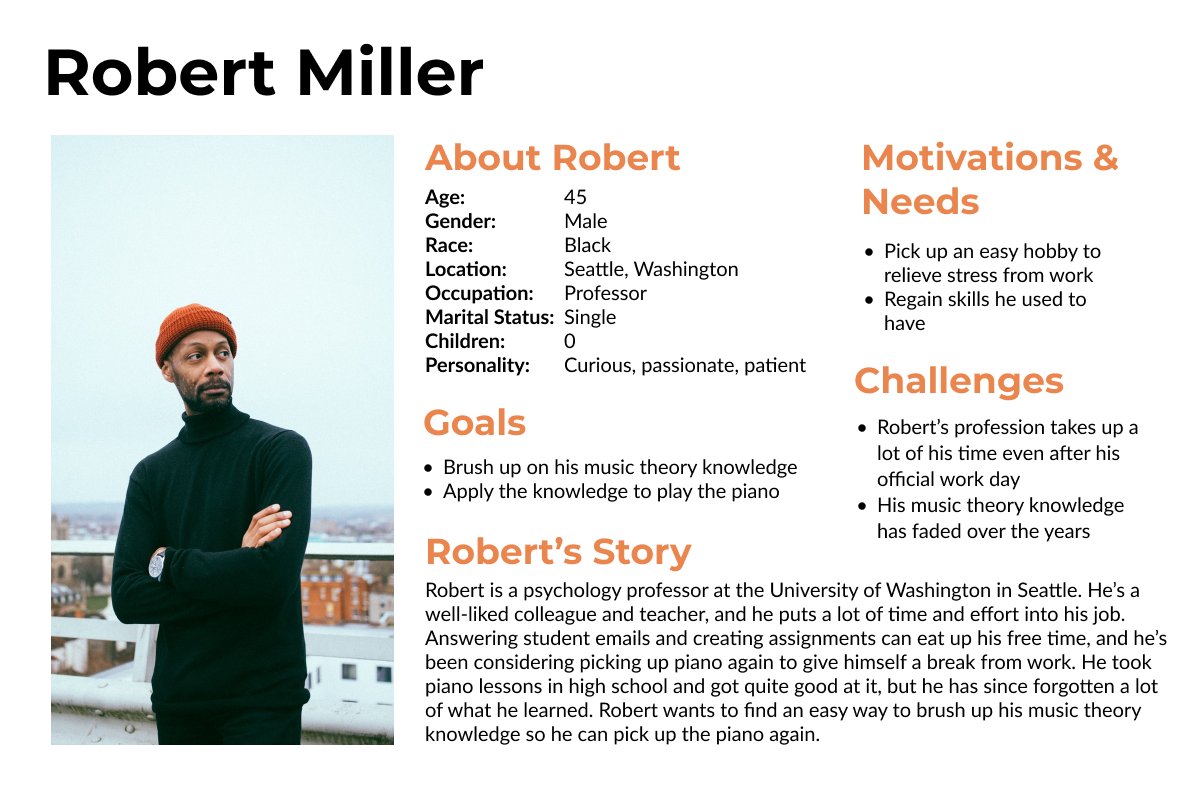 Robert Miller
About Robert
Age: 45
Gender: Male
Race: Black
Location: Seattle, Washington
Occupation: Professor
Marital Status: Single
Children: 0
Personality: Curious, passionate, patient
Goals
• Brush up on his music theory knowledge
• Apply the knowledge to play the piano
Motivations &
Needs
• Pick up an easy hobby to
relieve stress from work
• Regain skills he used to
have
Challenges
• Robert’s profession takes up a
lot of his time even after his
official work day
• His music theory knowledge
has faded over the years
Robert’s Story
Robert is a psychology professor at the University of Washington in Seattle. He’s a
well-liked colleague and teacher, and he puts a lot of time and effort into his job.
Answering student emails and creating assignments can eat up his free time, and he’s
been considering picking up piano again to give himself a break from work. He took
piano lessons in high school and got quite good at it, but he has since forgotten a lot
of what he learned. Robert wants to find an easy way to brush up his music theory
knowledge so he can pick up the piano again.